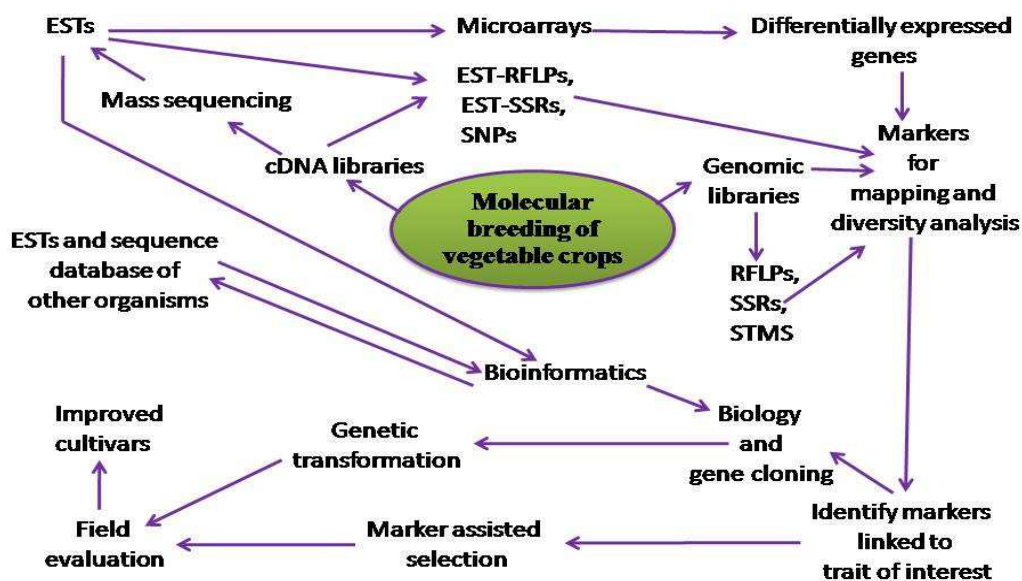 ESTs
Microarrays
Differentially expressed
genes
Mass sequencing
EST-RFLPs,
EST-SSRs,
SNPs
cDNA libraries
Genomic
libraries
Markers
for
mapping and
diversity analysis
Molecular
breeding of
vegetable crops
ESTs and sequence
database of
other organisms
RFLPs,
SSRs,
STMS
Bioinformatics
Improved
cultivars
Genetic
transformation
Biology
and
gene cloning
Field
evaluation
Marker assisted
selection
Identify markers
linked to
trait of interest